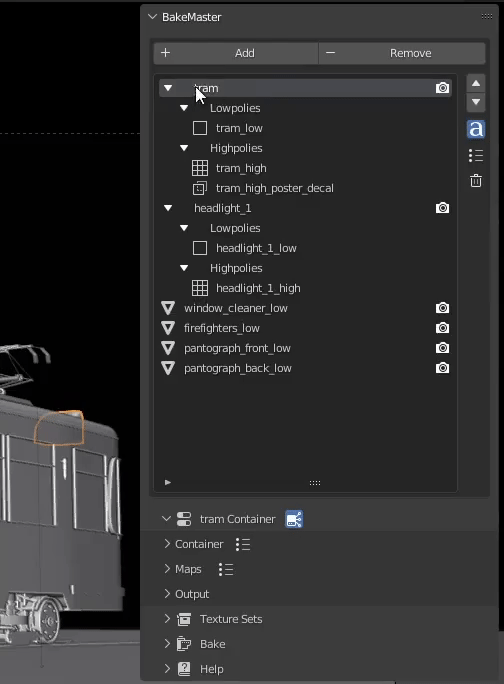 BakeMaster
+ Add − Remove
tram
Lowpolies
tram_low
Highpolies
tram_high
tram_high_poster_decal
headlight_1
Lowpolies
headlight_1_low
Highpolies
headlight_1_high
window_cleaner_low
firefighters_low
pantograph_front_low
pantograph_back_low
a
tram Container
Container
Maps
Output
Texture Sets
Bake
Help